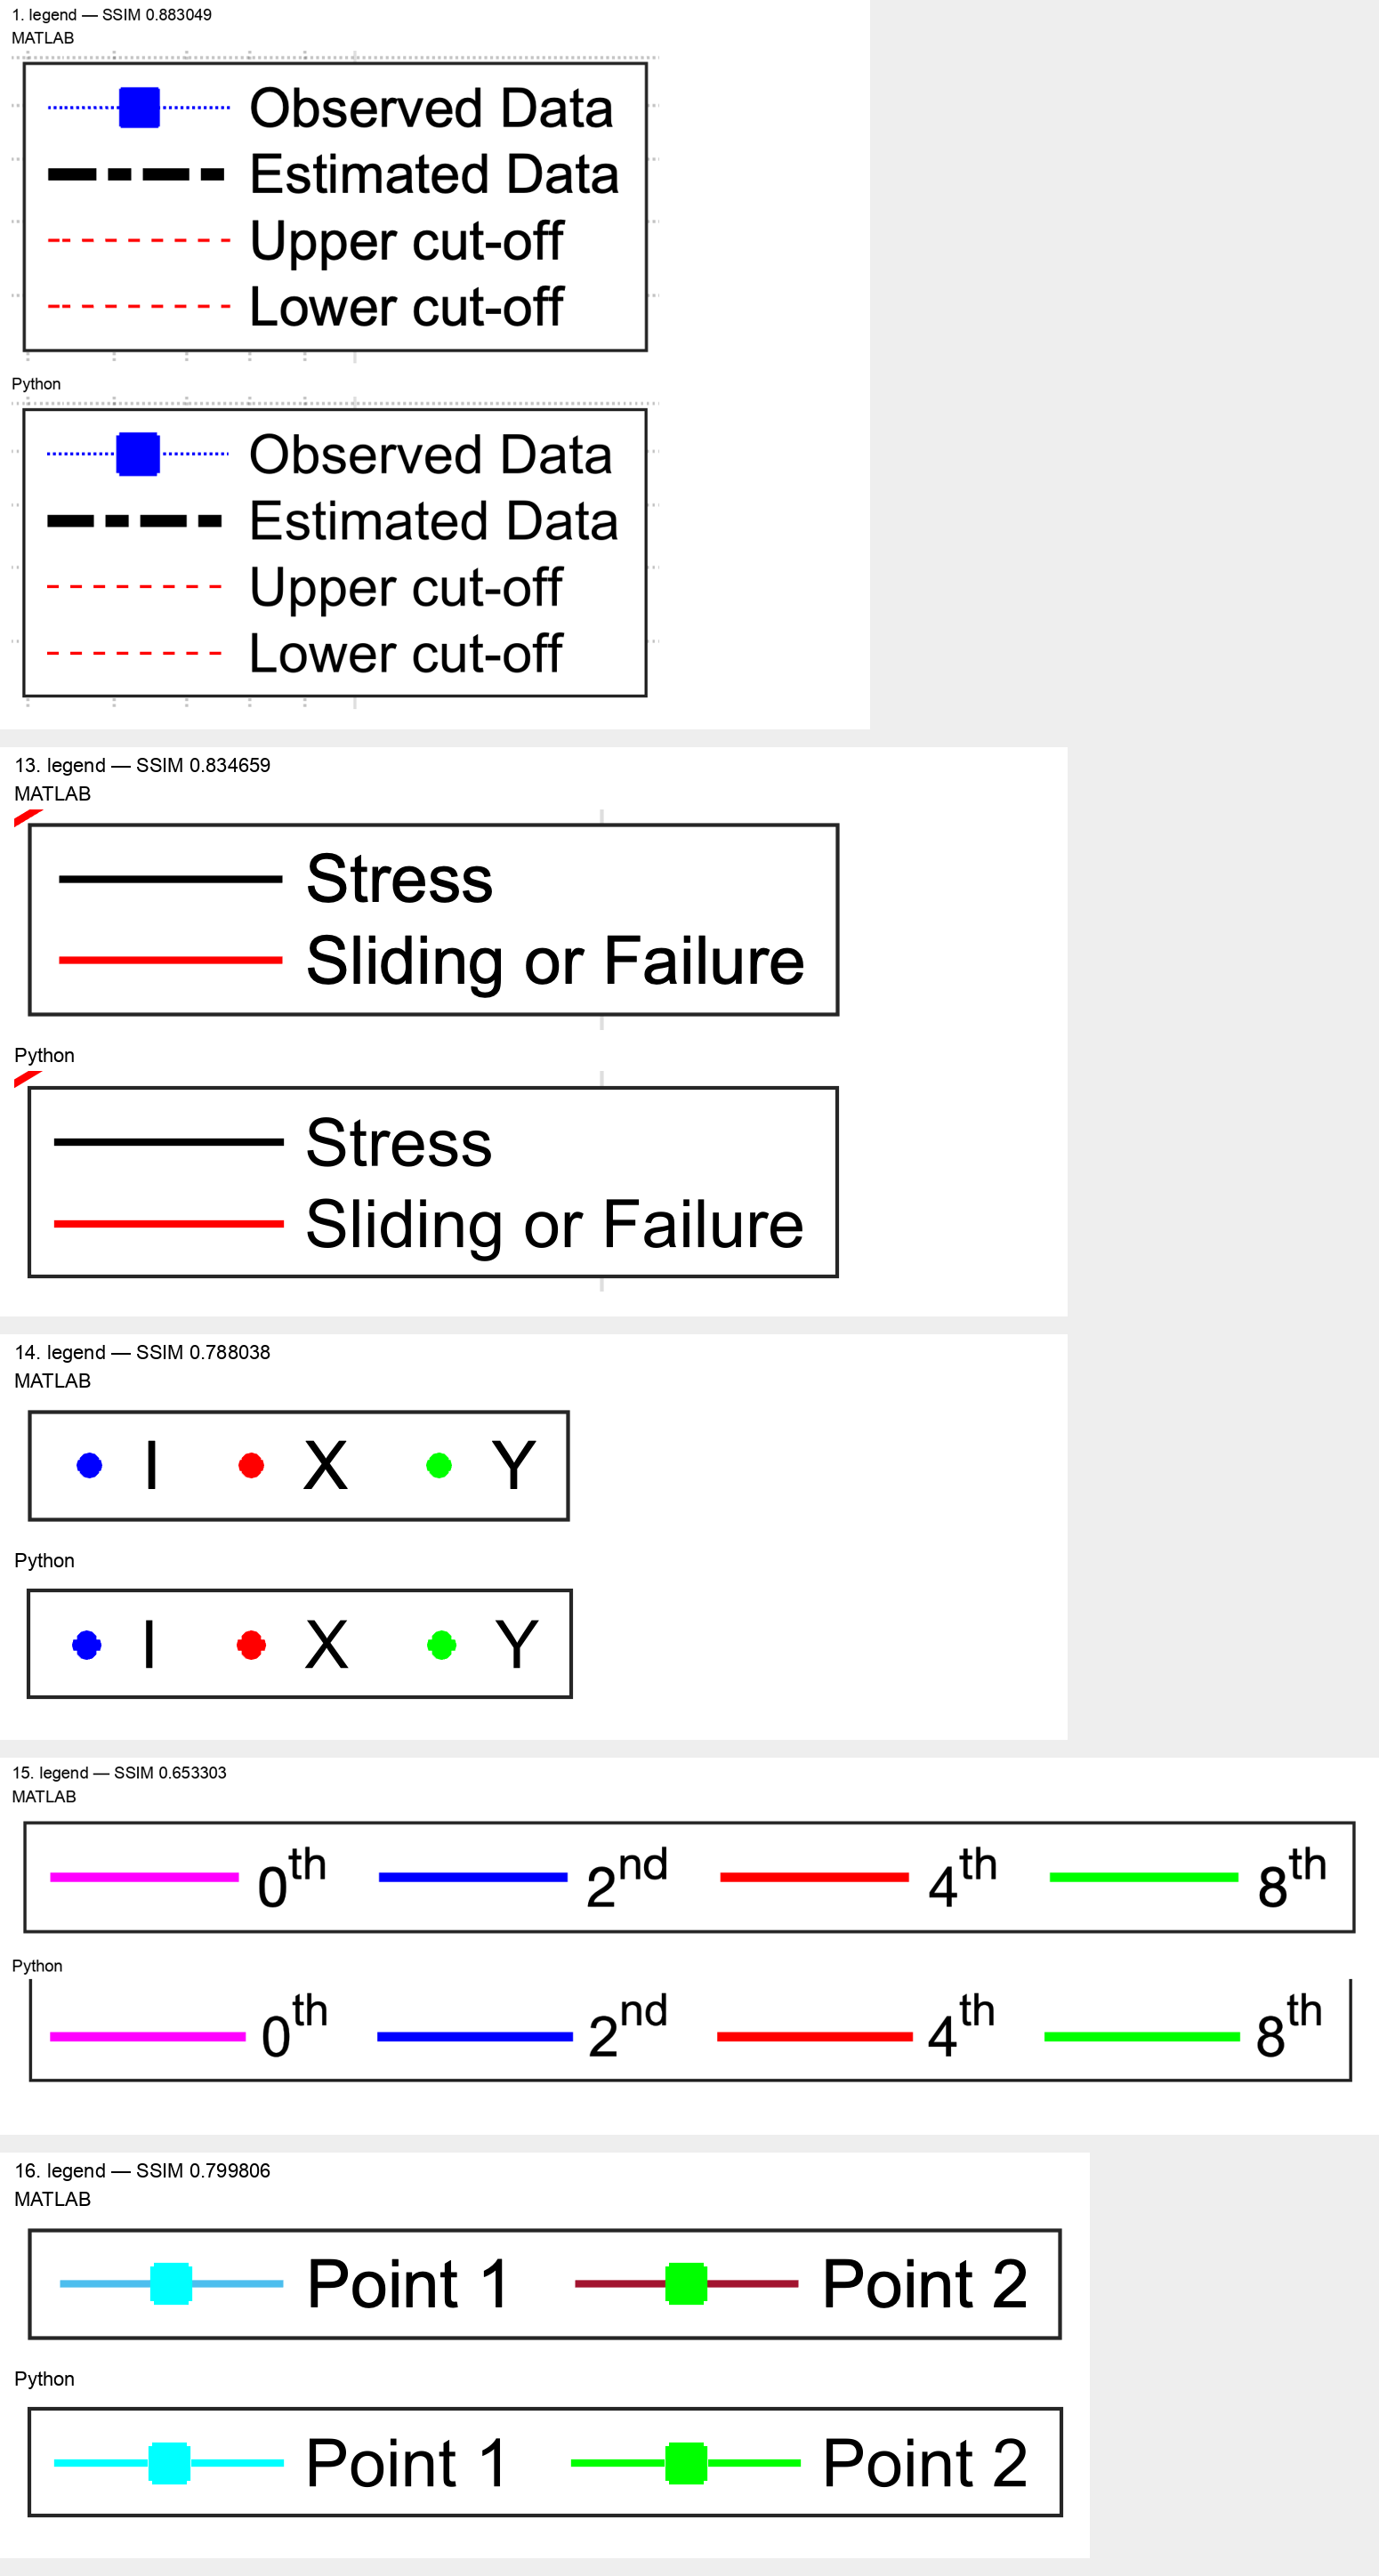 1. legend — SSIM 0.883049
MATLAB
Observed Data
Estimated Data
Upper cut-off
Lower cut-off
Python
Observed Data
Estimated Data
Upper cut-off
Lower cut-off
13. legend — SSIM 0.834659
MATLAB
Stress
Sliding or Failure
Python
Stress
Sliding or Failure
14. legend — SSIM 0.788038
MATLAB
I X Y
Python
I X Y
15. legend — SSIM 0.653303
MATLAB
0th 2nd 4th 8th
Python
0th 2nd 4th 8th
16. legend — SSIM 0.799806
MATLAB
Point 1 Point 2
Python
Point 1 Point 2